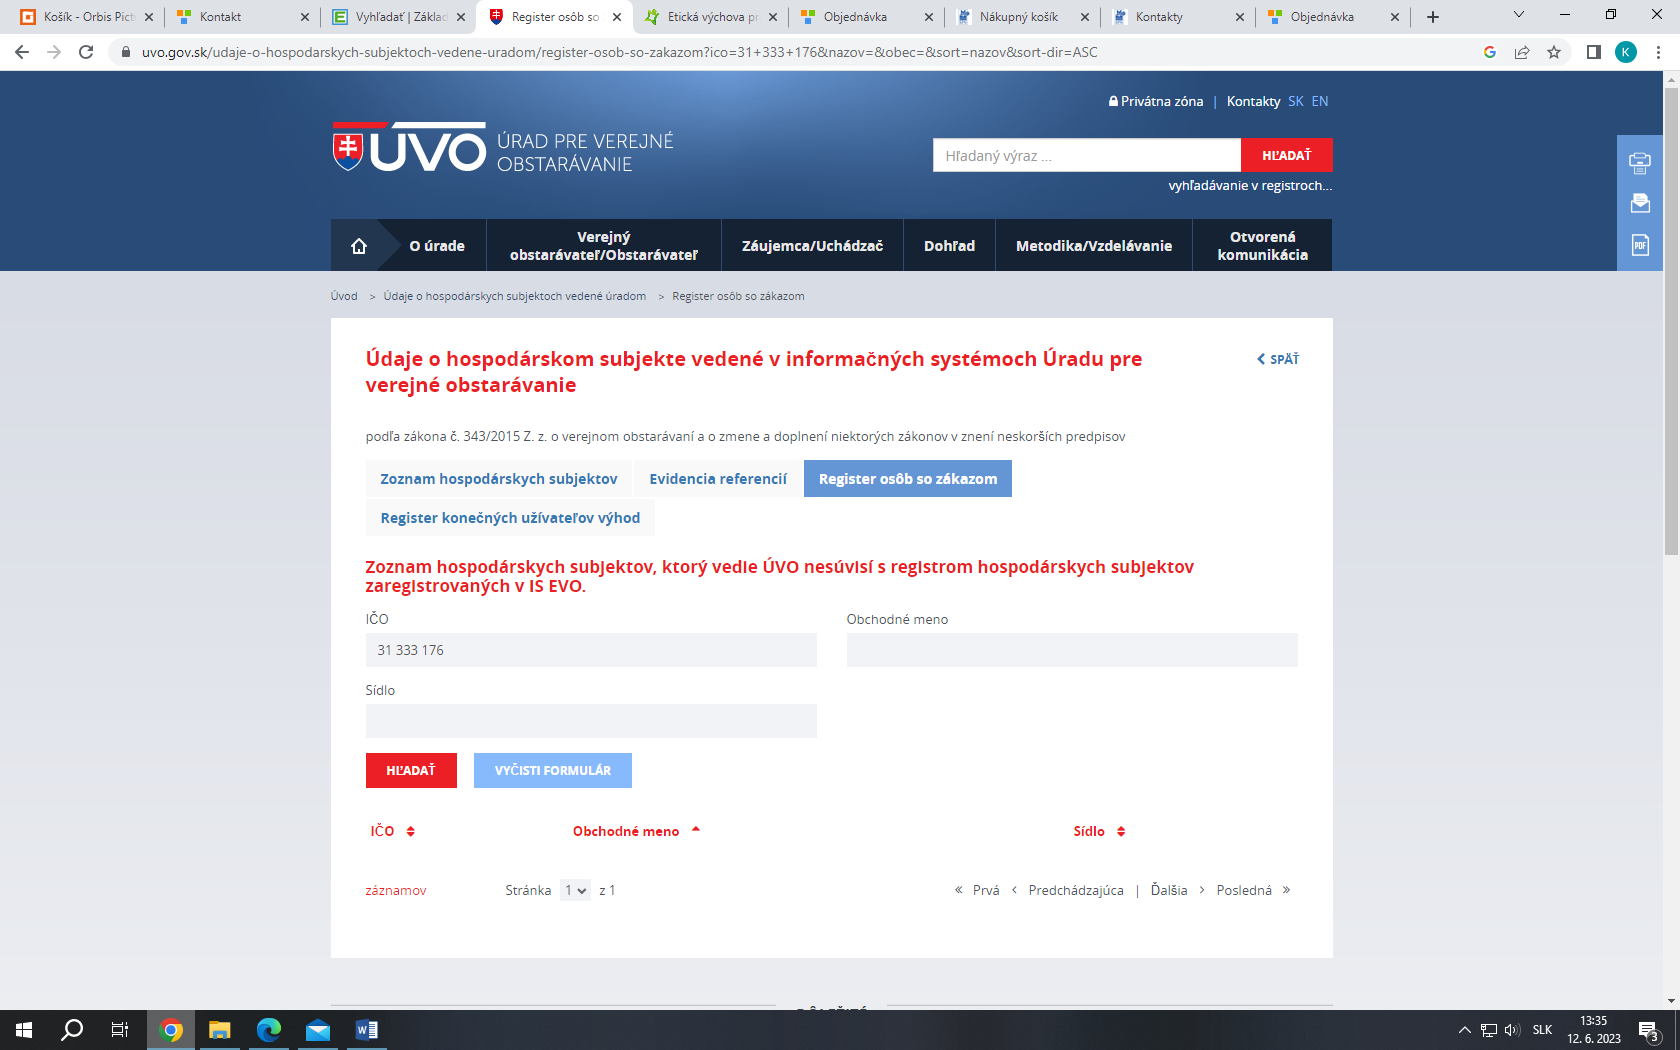 Košík - Orbis Pict
Kontakt
Vyhľadať | Základ
Register osôb so
Etická výchova pr
Objednávka
Nákupný košík
Kontakty
Objednávka
uvo.gov.sk/udaje-o-hospodarskych-subjektoch-vedene-uradom/register-osob-so-zakazom?ico=31+333+176&nazov=&obec=&sort=nazov&sort-dir=ASC
K
Privátna zóna | Kontakty SK EN
ÚVO ÚRAD PRE VEREJNÉ
OBSTARÁVANIE
Hľadaný výraz ...
HĽADAŤ
vyhľadávanie v registroch...
PDF
O úrade
Verejný
obstarávateľ/Obstarávateľ
Záujemca/Uchádzač
Dohľad
Metodika/Vzdelávanie
Otvorená
komunikácia
Úvod > Údaje o hospodárskych subjektoch vedené úradom > Register osôb so zákazom
Údaje o hospodárskom subjekte vedené v informačných systémoch Úradu pre
verejné obstarávanie
SPÄŤ
podľa zákona č. 343/2015 Z. z. o verejnom obstarávaní a o zmene a doplnení niektorých zákonov v znení neskorších predpisov
Zoznam hospodárskych subjektov
Evidencia referencií
Register osôb so zákazom
Register konečných užívateľov výhod
Zoznam hospodárskych subjektov, ktorý vedie ÚVO nesúvisí s registrom hospodárskych subjektov
zaregistrovaných v IS EVO.
IČO
Obchodné meno
31 333 176
Sídlo
HĽADAŤ
VYČISTI FORMULÁR
IČO
Obchodné meno
Sídlo
záznamov
Stránka 1 z 1
« Prvá ‹ Predchádzajúca | Ďalšia › Posledná »
SLK
13:35
12. 6. 2023
3